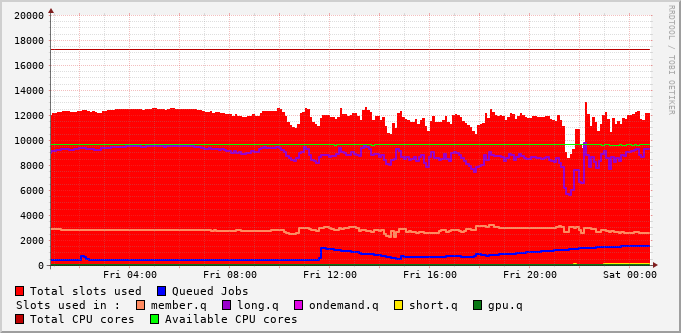 20000
18000
16000
14000
12000
10000
8000
6000
4000
2000
0
Fri 04:00 Fri 08:00 Fri 12:00 Fri 16:00 Fri 20:00 Sat 00:00
RRDTOOL / TOBI OETIKER
Total slots used Queued Jobs
Slots used in : member.q long.q ondemand.q short.q gpu.q
Total CPU cores Available CPU cores